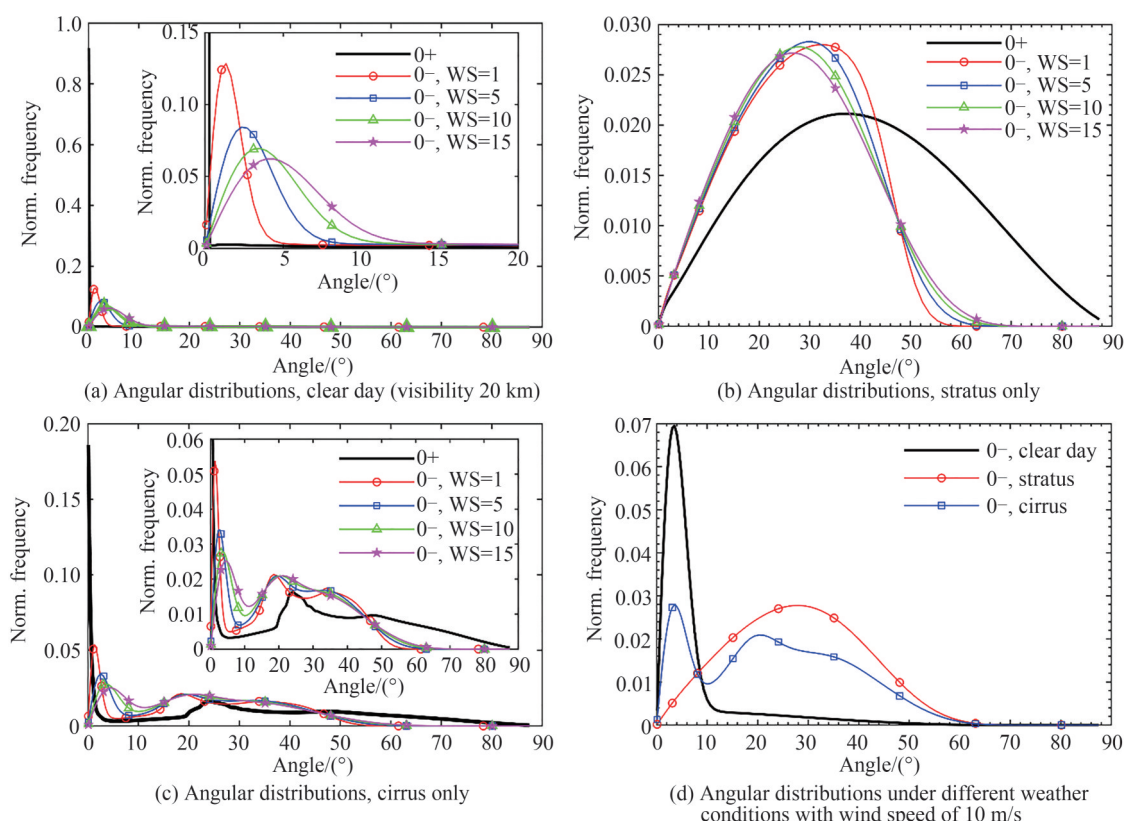 1.0
0.8
0.6
0.4
0.2
0
Norm. frequency
0 10 20 30 40 50 60 70 80 90
Angle/(°)
0.15
0.10
0.05
0
Norm. frequency
0 5 10 15 20
Angle/(°)
0+
0−, WS=1
0−, WS=5
0−, WS=10
0−, WS=15
(a) Angular distributions, clear day (visibility 20 km)
0.030
0.025
0.020
0.015
0.010
0.005
0
Norm. frequency
0 10 20 30 40 50 60 70 80 90
Angle/(°)
0+
0−, WS=1
0−, WS=5
0−, WS=10
0−, WS=15
(b) Angular distributions, stratus only
0.20
0.15
0.10
0.05
0
Norm. frequency
0 10 20 30 40 50 60 70 80 90
Angle/(°)
0.06
0.05
0.04
0.03
0.02
0.01
0
Norm. frequency
0 10 20 30 40 50 60 70 80 90
0+
0−, WS=1
0−, WS=5
0−, WS=10
0−, WS=15
(c) Angular distributions, cirrus only
0.07
0.06
0.05
0.04
0.03
0.02
0.01
0
Norm. frequency
0 10 20 30 40 50 60 70 80 90
Angle/(°)
0−, clear day
0−, stratus
0−, cirrus
(d) Angular distributions under different weather
conditions with wind speed of 10 m/s